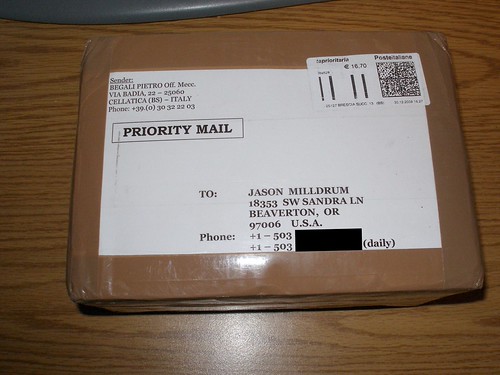 Sender:
BEGALI PIETRO Off. Mecc.
VIA BADIA, 22 – 25060
CELLATICA (BS) – ITALY
Phone: +39.(0) 30 32 22 03
taprioritaria
Posteitaliane
€ 16.70
PRIORITY MAIL
TO: JASON MILLDRUM
18353 SW SANDRA LN
BEAVERTON, OR
97006 U.S.A.
Phone: +1 – 503
+1 – 503 (daily)